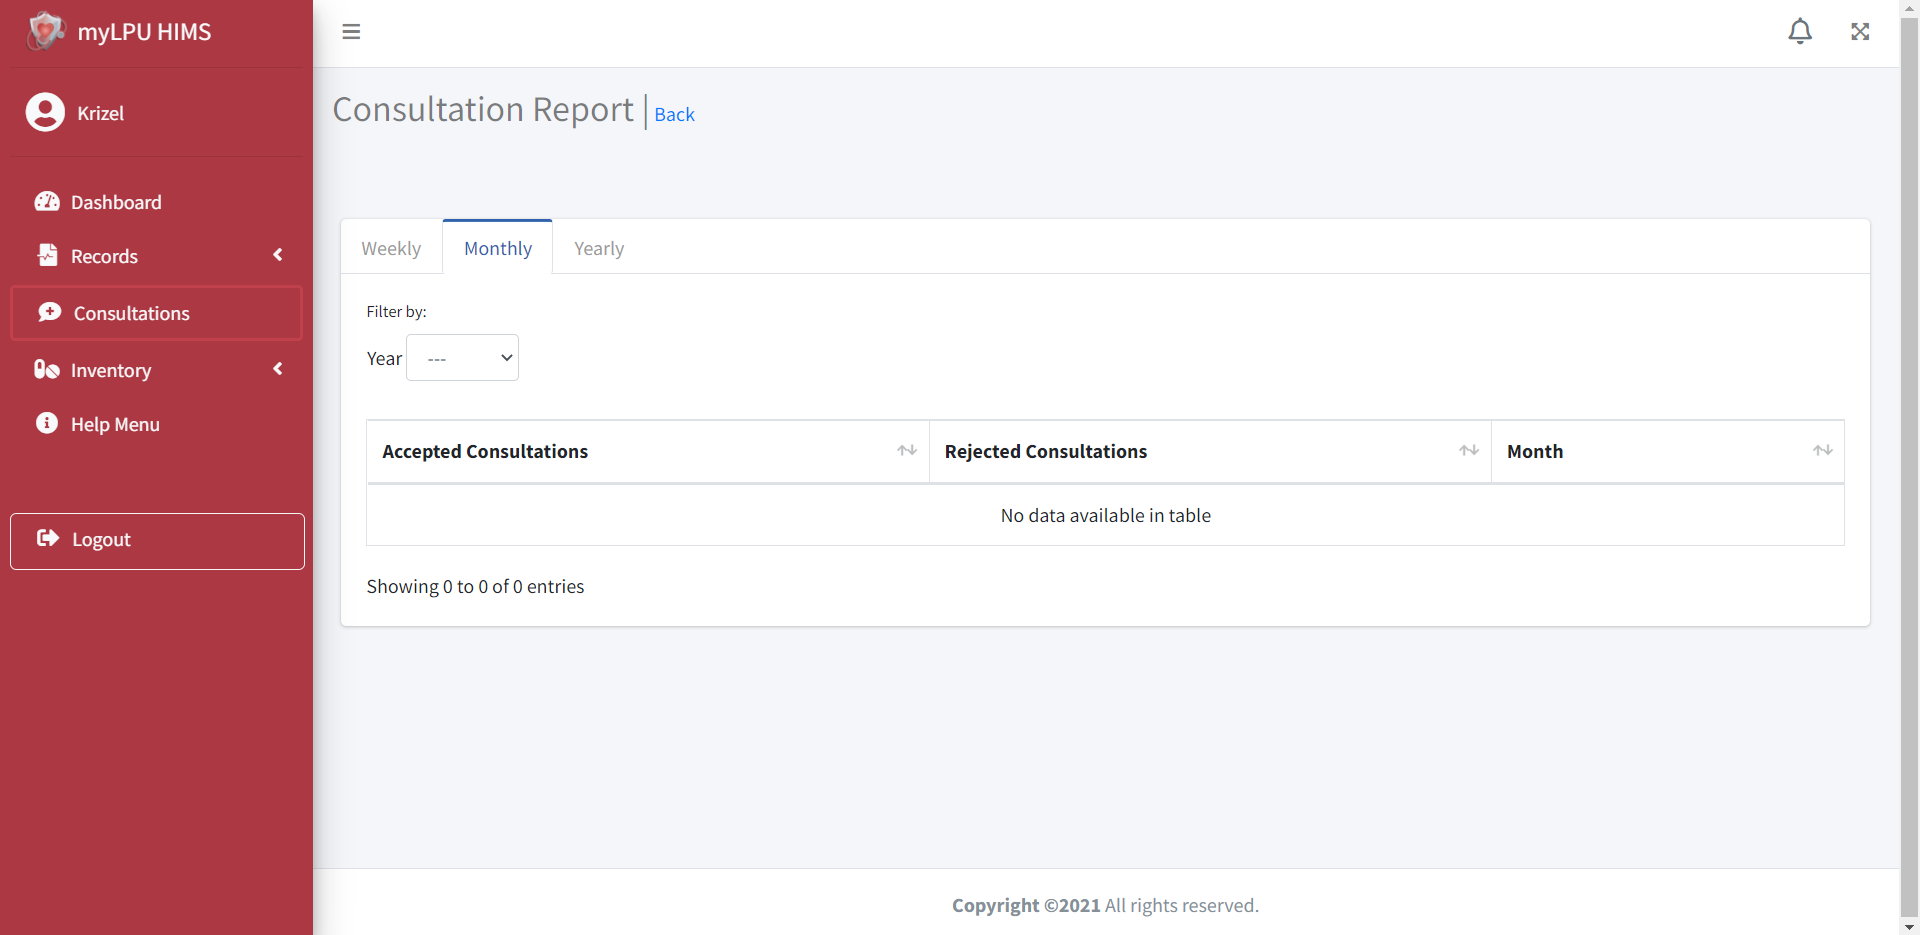 myLPU HIMS
Krizel
Dashboard
Records
Consultations
Inventory
Help Menu
Logout
Consultation Report | Back
Weekly
Monthly
Yearly
Filter by:
Year ---
Accepted Consultations
Rejected Consultations
Month
No data available in table
Showing 0 to 0 of 0 entries
Copyright ©2021 All rights reserved.